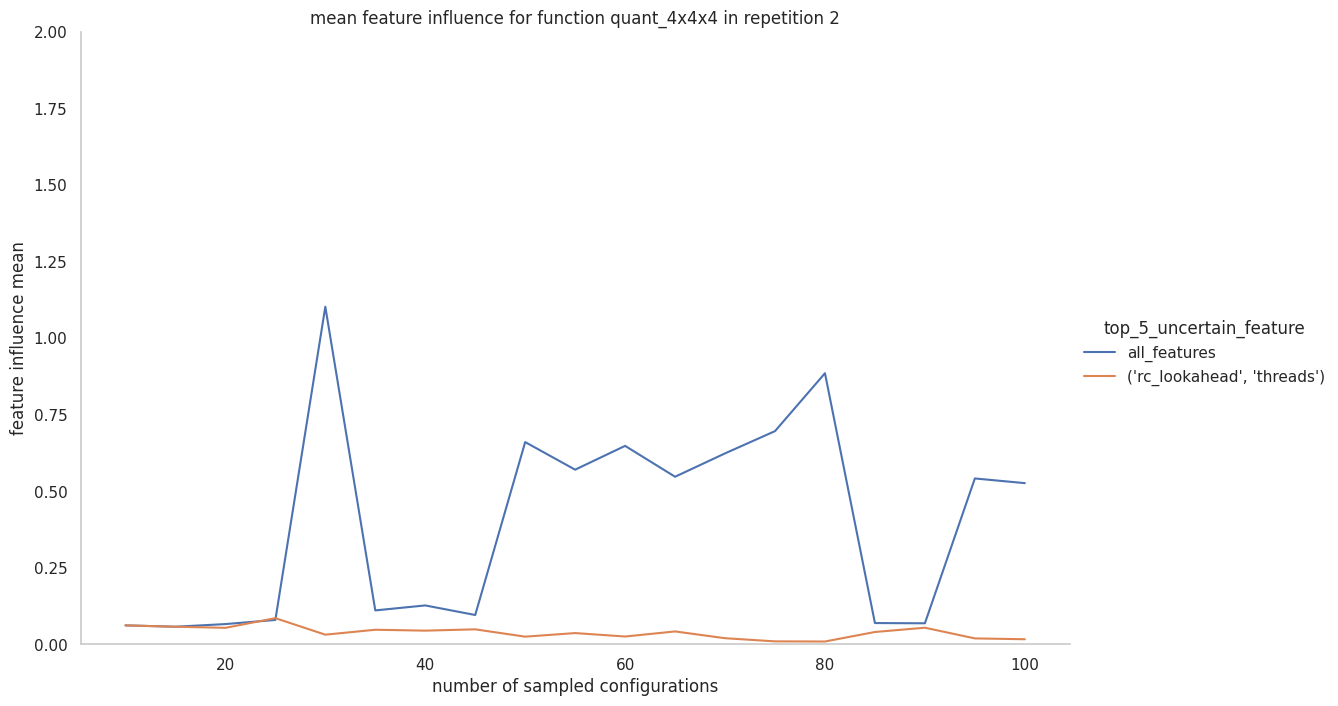 mean feature influence for function quant_4x4x4 in repetition 2
2.00
1.75
1.50
1.25
1.00
0.75
0.50
0.25
0.00
feature influence mean
20 40 60 80 100
number of sampled configurations
top_5_uncertain_feature
all_features
('rc_lookahead', 'threads')